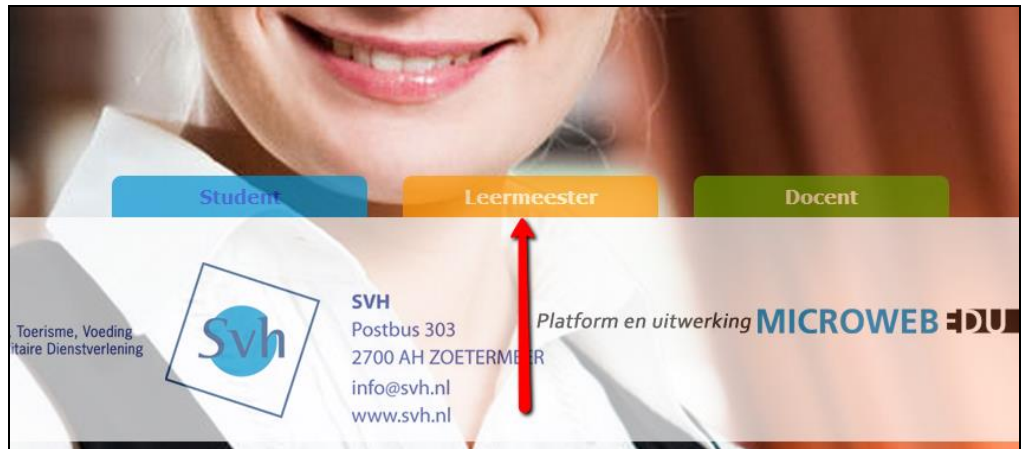 Student
Leermeester
Docent
Toerisme, Voeding
itaire Dienstverlening
Svh
SVH
Postbus 303
2700 AH ZOETERMEER
info@svh.nl
www.svh.nl
Platform en uitwerking MICROWEB EDU